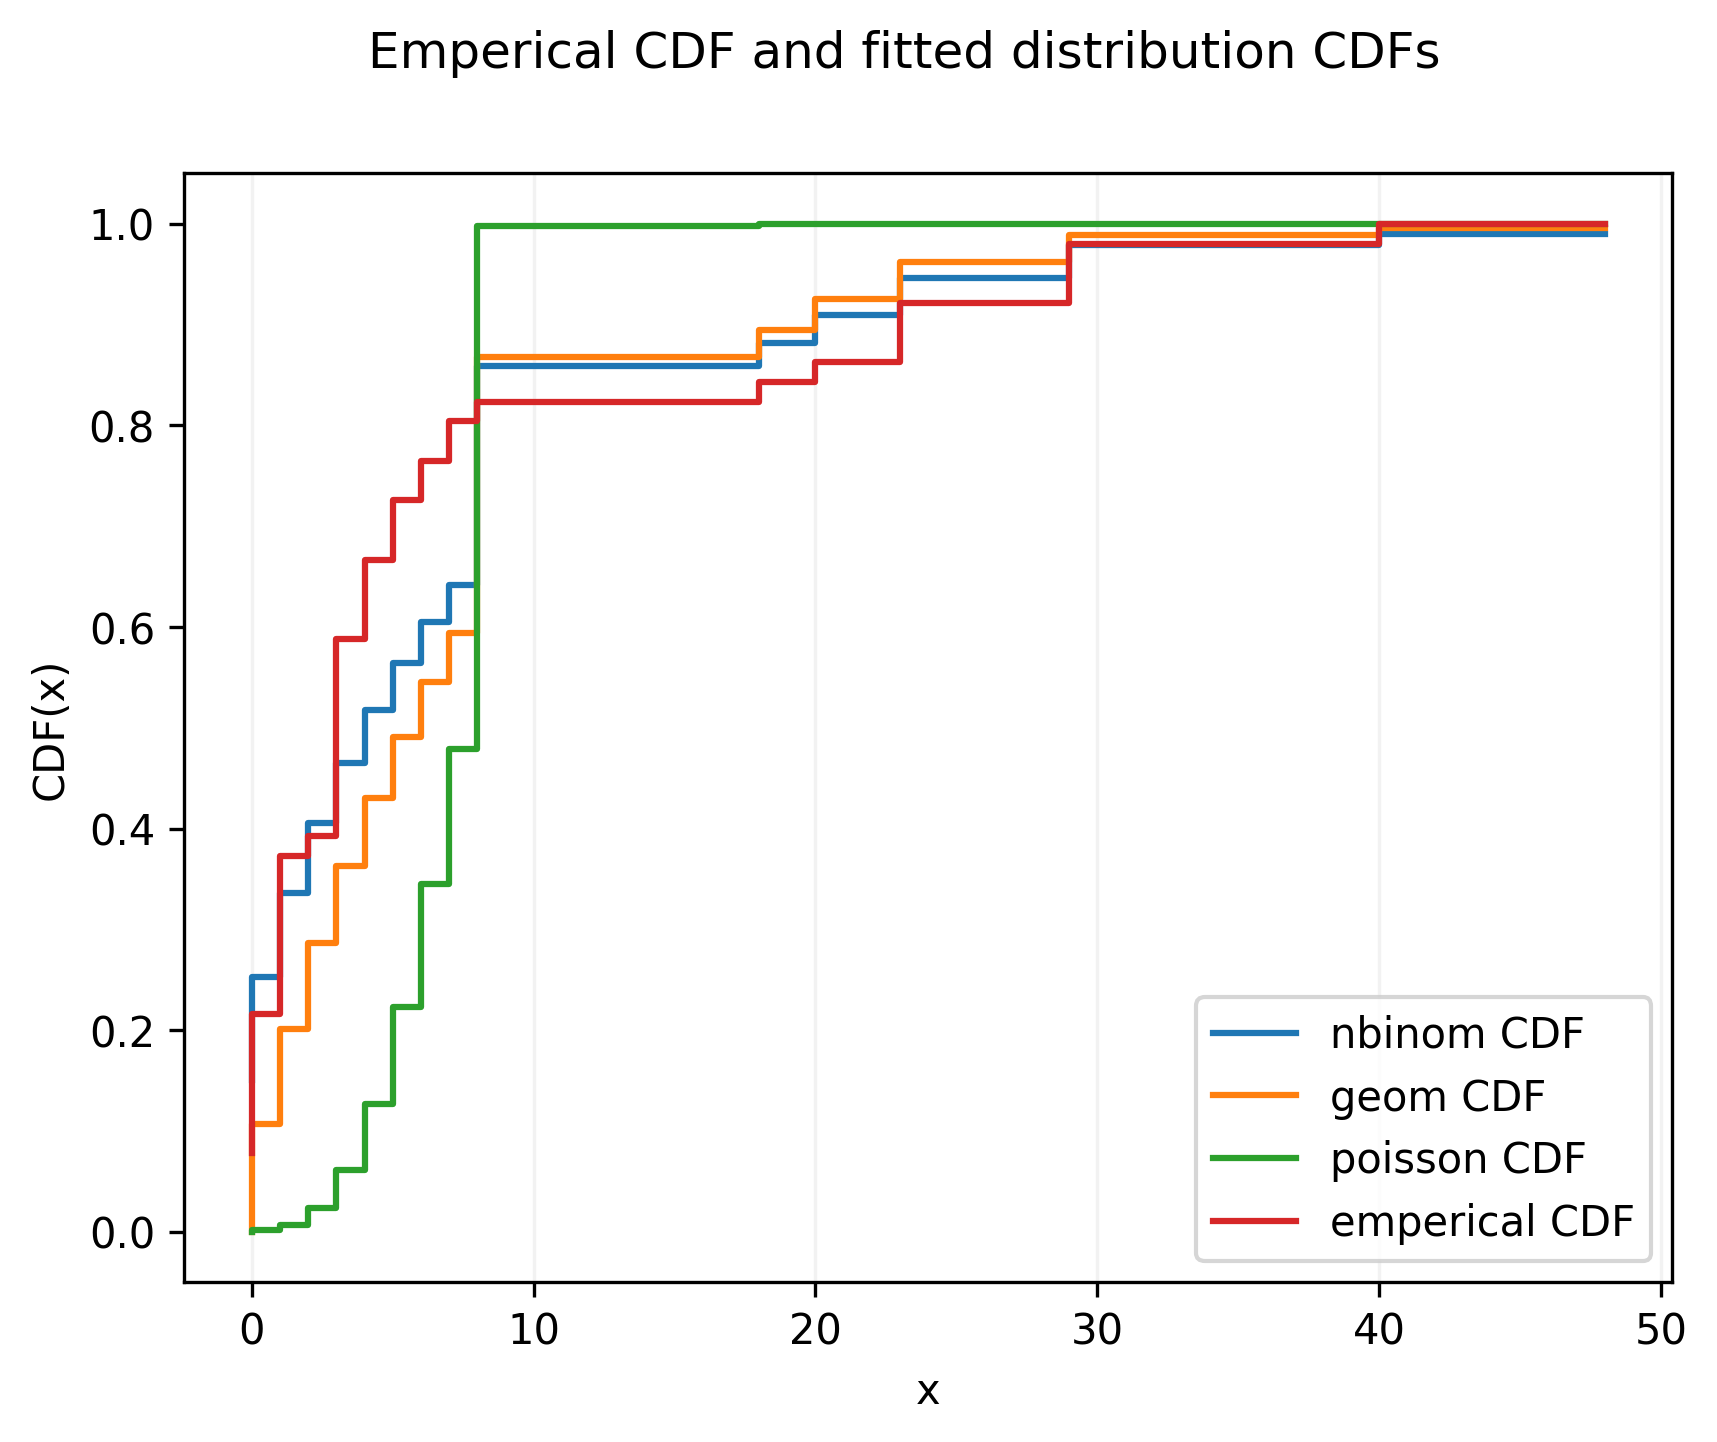 Emperical CDF and fitted distribution CDFs
1.0
0.8
0.6
0.4
0.2
0.0
CDF(x)
0 10 20 30 40 50
x
nbinom CDF
geom CDF
poisson CDF
emperical CDF